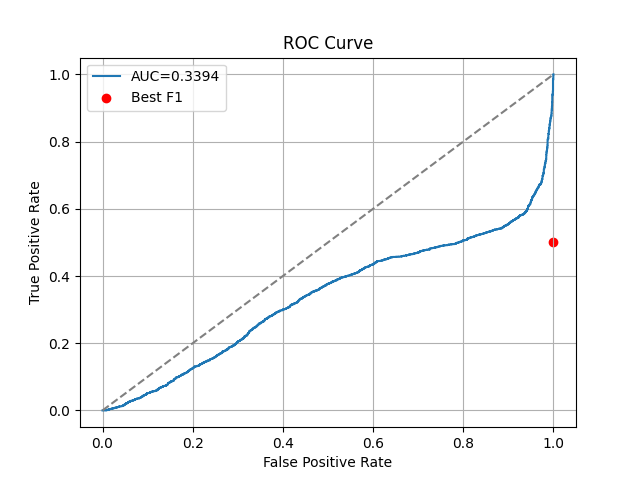 ROC Curve
AUC=0.3394
Best F1
1.0
0.8
0.6
0.4
0.2
0.0
True Positive Rate
0.0 0.2 0.4 0.6 0.8 1.0
False Positive Rate